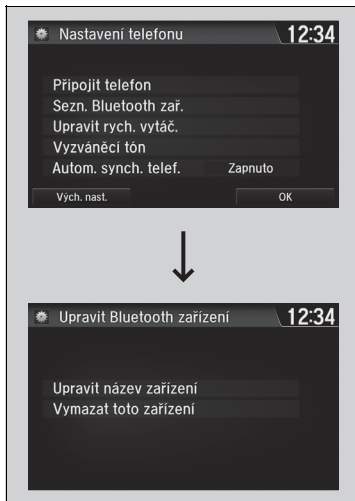 Nastavení telefonu 12:34
Připojit telefon
Sezn. Bluetooth zař.
Upravit rych. vytáč.
Vyzváněcí tón
Autom. synch. telef. Zapnuto
Vých. nast. OK
Upravit Bluetooth zařízení 12:34
Upravit název zařízení
Vymazat toto zařízení